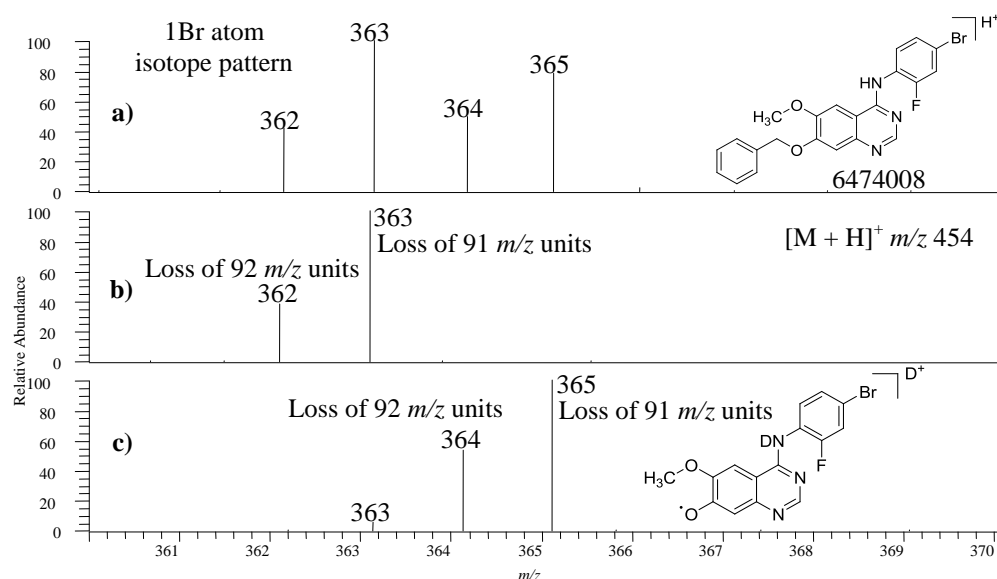 1Br atom
isotope pattern
a)
100
80
60
40
20
0
362
363
364
365
H+
Br
HN
F
O
H3C
N
N
O
6474008
b)
100
80
60
40
20
0
Loss of 92 m/z units
362
363
Loss of 91 m/z units
[M + H]+ m/z 454
Relative Abundance
c)
100
80
60
40
20
0
363
Loss of 92 m/z units
364
365
Loss of 91 m/z units
D+
Br
DN
F
O
H3C
N
N
·O
361 362 363 364 365 366 367 368 369 370
m/z